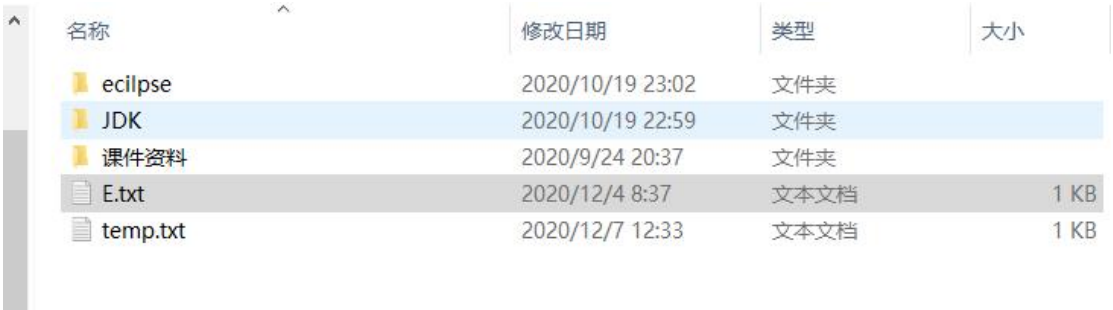 名称 修改日期 类型 大小
ecilpse 2020/10/19 23:02 文件夹
JDK 2020/10/19 22:59 文件夹
课件资料 2020/9/24 20:37 文件夹
E.txt 2020/12/4 8:37 文本文档 1 KB
temp.txt 2020/12/7 12:33 文本文档 1 KB